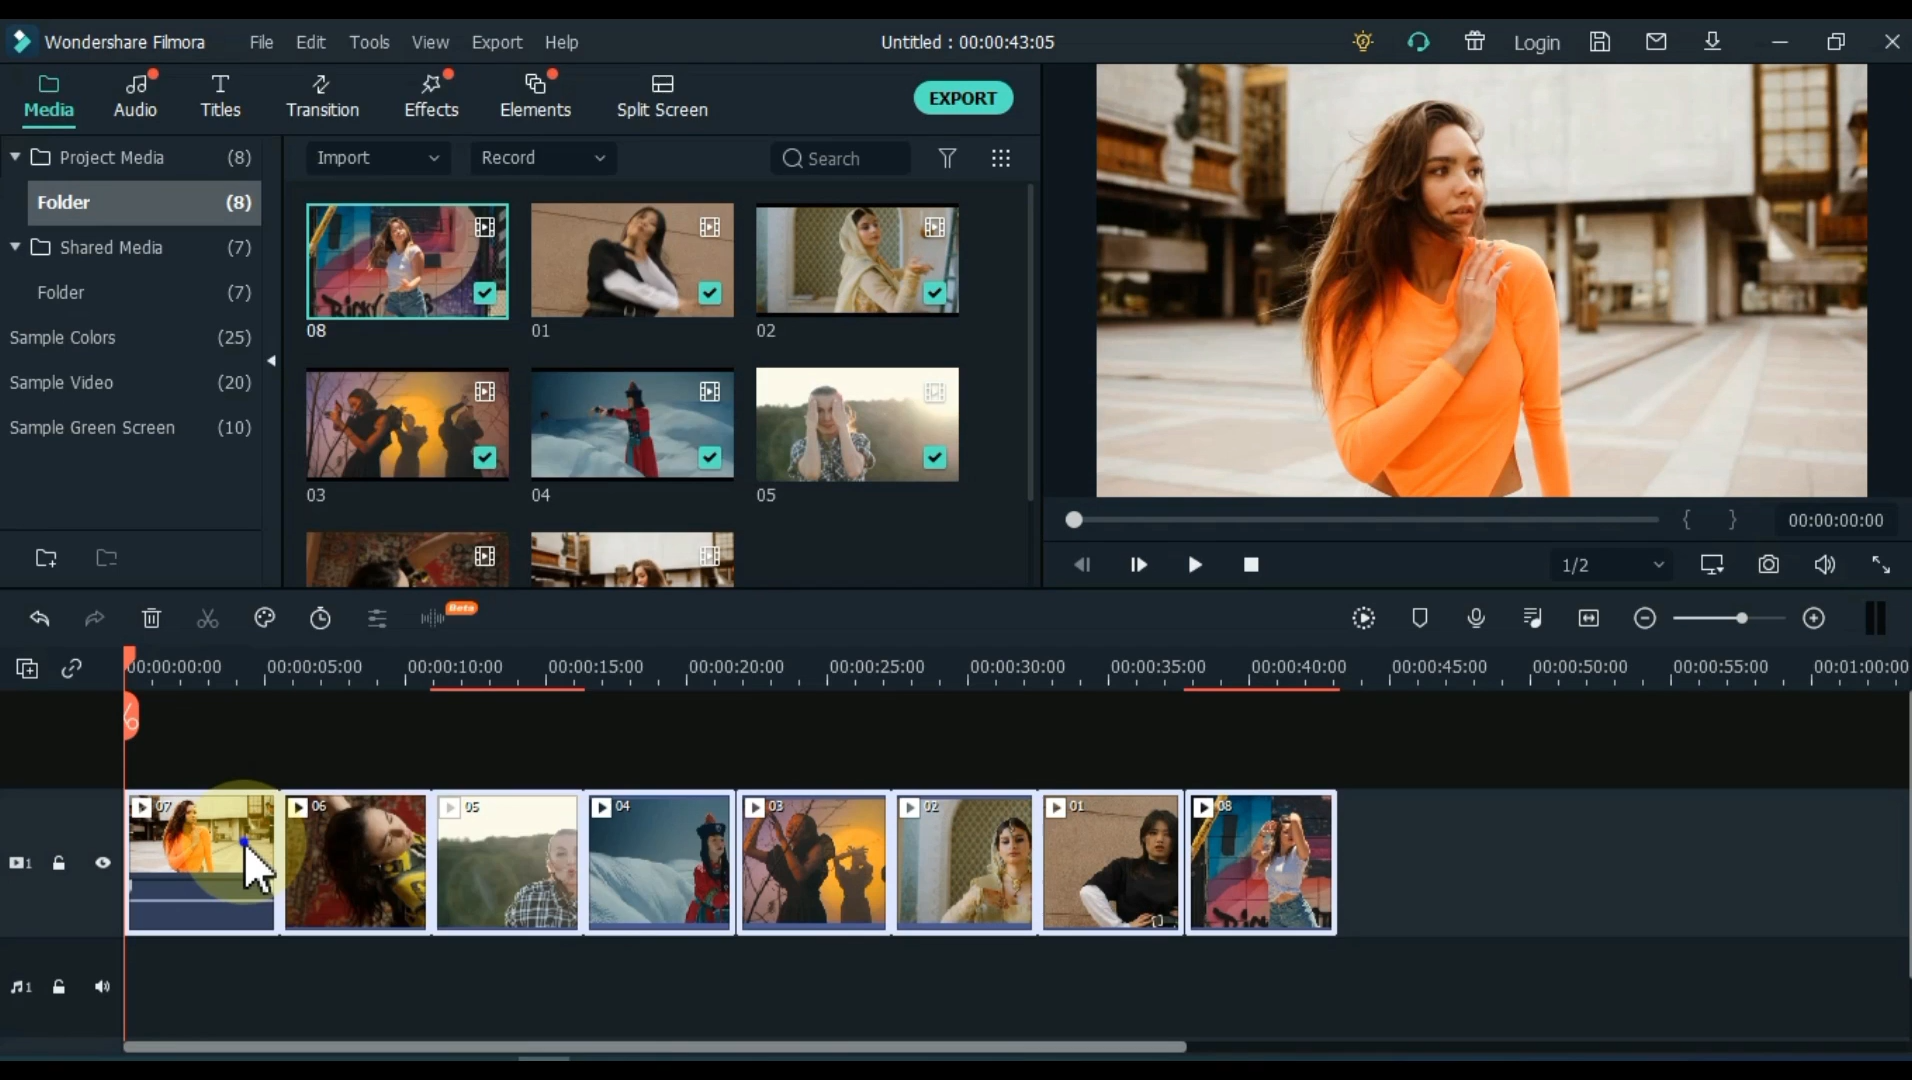 Wondershare Filmora File Edit Tools View Export Help Untitled : 00:00:43:05 Login
Media Audio Titles Transition Effects Elements Split Screen EXPORT
Project Media (8)
Folder (8)
Shared Media (7)
Folder (7)
Sample Colors (25)
Sample Video (20)
Sample Green Screen (10)
Import Record Search
08 01 02
03 04 05
{ } 00:00:00:00
1/2
Beta
00:00:00:00 00:00:05:00 00:00:10:00 00:00:15:00 00:00:20:00 00:00:25:00 00:00:30:00 00:00:35:00 00:00:40:00 00:00:45:00 00:00:50:00 00:00:55:00 00:01:00:00
07 06 05 04 03 02 01 08
1
1